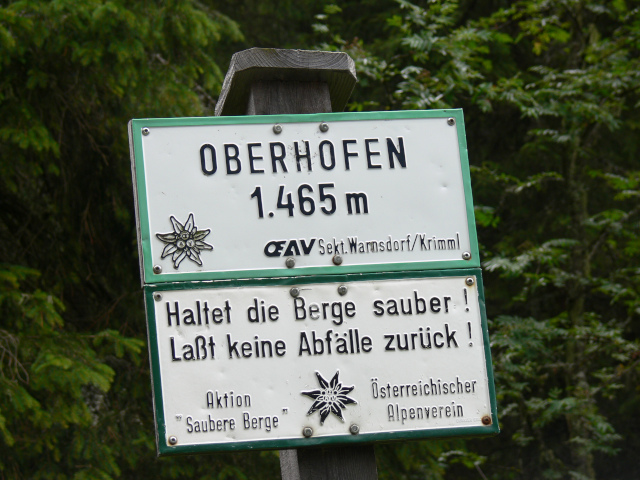 OBERHOFEN
1.465 m
ŒAV Sekt.Warnsdorf/Krimml
Haltet die Berge sauber !
Laßt keine Abfälle zurück !
Aktion
"Saubere Berge"
Österreichischer
Alpenverein